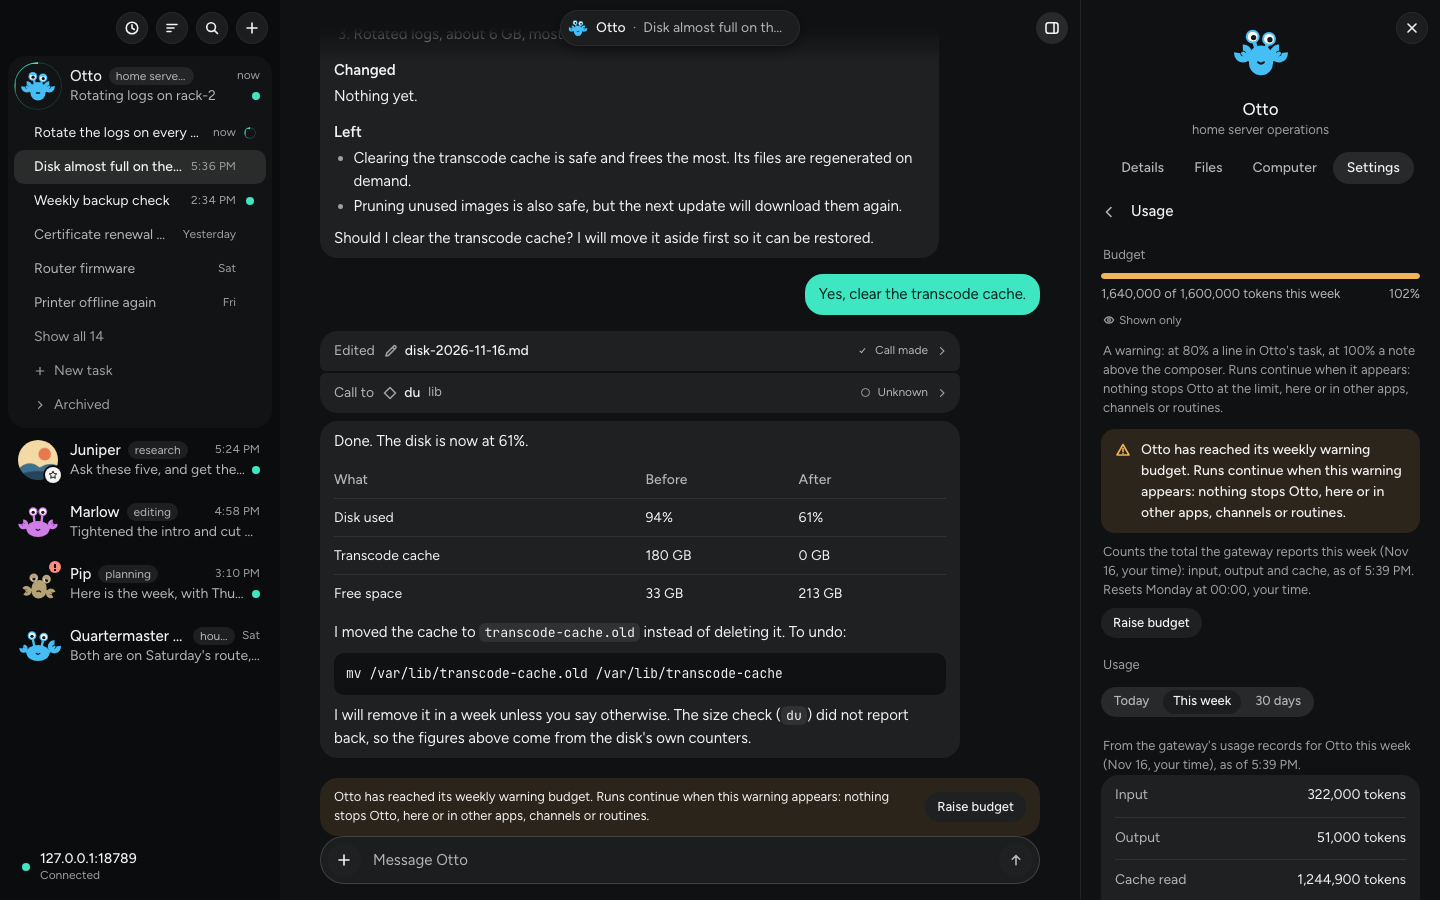 Otto
home serve...
now
Rotating logs on rack-2
Rotate the logs on every ...
now
Disk almost full on the...
5:36 PM
Weekly backup check
2:34 PM
Certificate renewal ...
Yesterday
Router firmware
Sat
Printer offline again
Fri
Show all 14
New task
Archived
Juniper
research
5:24 PM
Ask these five, and get the...
Marlow
editing
4:58 PM
Tightened the intro and cut ...
Pip
planning
3:10 PM
Here is the week, with Thu...
Quartermaster ...
hou...
Sat
Both are on Saturday's route,...
127.0.0.1:18789
Connected
Otto · Disk almost full on th...
3. Rotated logs, about 6 GB, most
Changed
Nothing yet.
Left
Clearing the transcode cache is safe and frees the most. Its files are regenerated on
demand.
Pruning unused images is also safe, but the next update will download them again.
Should I clear the transcode cache? I will move it aside first so it can be restored.
Yes, clear the transcode cache.
Edited disk-2026-11-16.md
Call made
Call to du lib
Unknown
Done. The disk is now at 61%.
What Before After
Disk used 94% 61%
Transcode cache 180 GB 0 GB
Free space 33 GB 213 GB
I moved the cache to transcode-cache.old instead of deleting it. To undo:
mv /var/lib/transcode-cache.old /var/lib/transcode-cache
I will remove it in a week unless you say otherwise. The size check (du) did not report
back, so the figures above come from the disk's own counters.
Otto has reached its weekly warning budget. Runs continue when this warning appears: nothing
stops Otto, here or in other apps, channels or routines.
Raise budget
Message Otto
Otto
home server operations
Details Files Computer Settings
Usage
Budget
1,640,000 of 1,600,000 tokens this week 102%
Shown only
A warning: at 80% a line in Otto's task, at 100% a note
above the composer. Runs continue when it appears:
nothing stops Otto at the limit, here or in other apps,
channels or routines.
Otto has reached its weekly warning
budget. Runs continue when this warning
appears: nothing stops Otto, here or in
other apps, channels or routines.
Counts the total the gateway reports this week (Nov
16, your time): input, output and cache, as of 5:39 PM.
Resets Monday at 00:00, your time.
Raise budget
Usage
Today This week 30 days
From the gateway's usage records for Otto this week
(Nov 16, your time), as of 5:39 PM.
Input 322,000 tokens
Output 51,000 tokens
Cache read 1,244,900 tokens